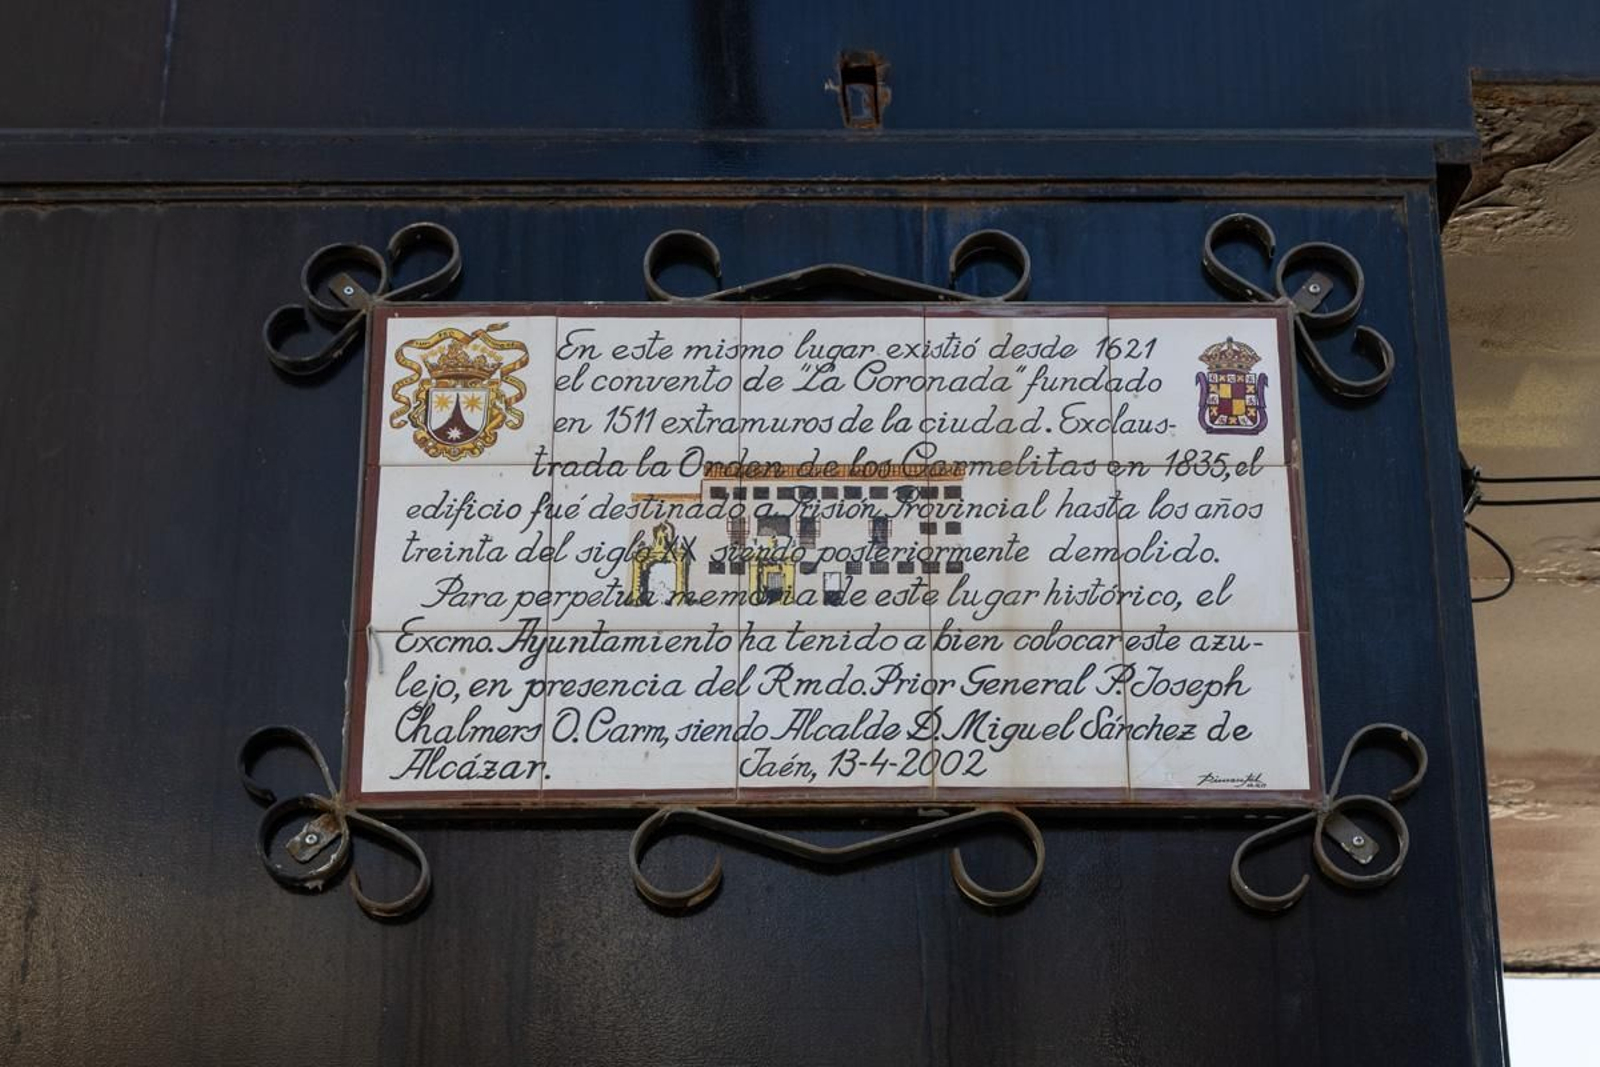 En este mismo lugar existió desde 1621
el convento de "La Coronada" fundado
en 1511 extramuros de la ciudad. Exclaus-
trada la Orden de los Carmelitas en 1835, el
edificio fué destinado a Prisión Provincial hasta los años
treinta del siglo XX siendo posteriormente demolido.
Para perpetua memoria de este lugar histórico, el
Excmo. Ayuntamiento ha tenido a bien colocar este azu-
lejo, en presencia del Rmdo. Prior General P. Joseph
Chalmers O. Carm, siendo Alcalde D. Miguel Sánchez de
Alcázar. Jaén, 13-4-2002